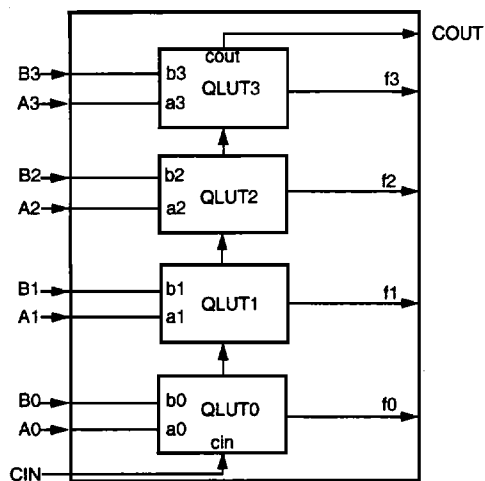 COUT
cout
B3 b3 QLUT3 f3
A3 a3
B2 b2 QLUT2 f2
A2 a2
B1 b1 QLUT1 f1
A1 a1
B0 b0 QLUT0 f0
A0 a0
cin
CIN